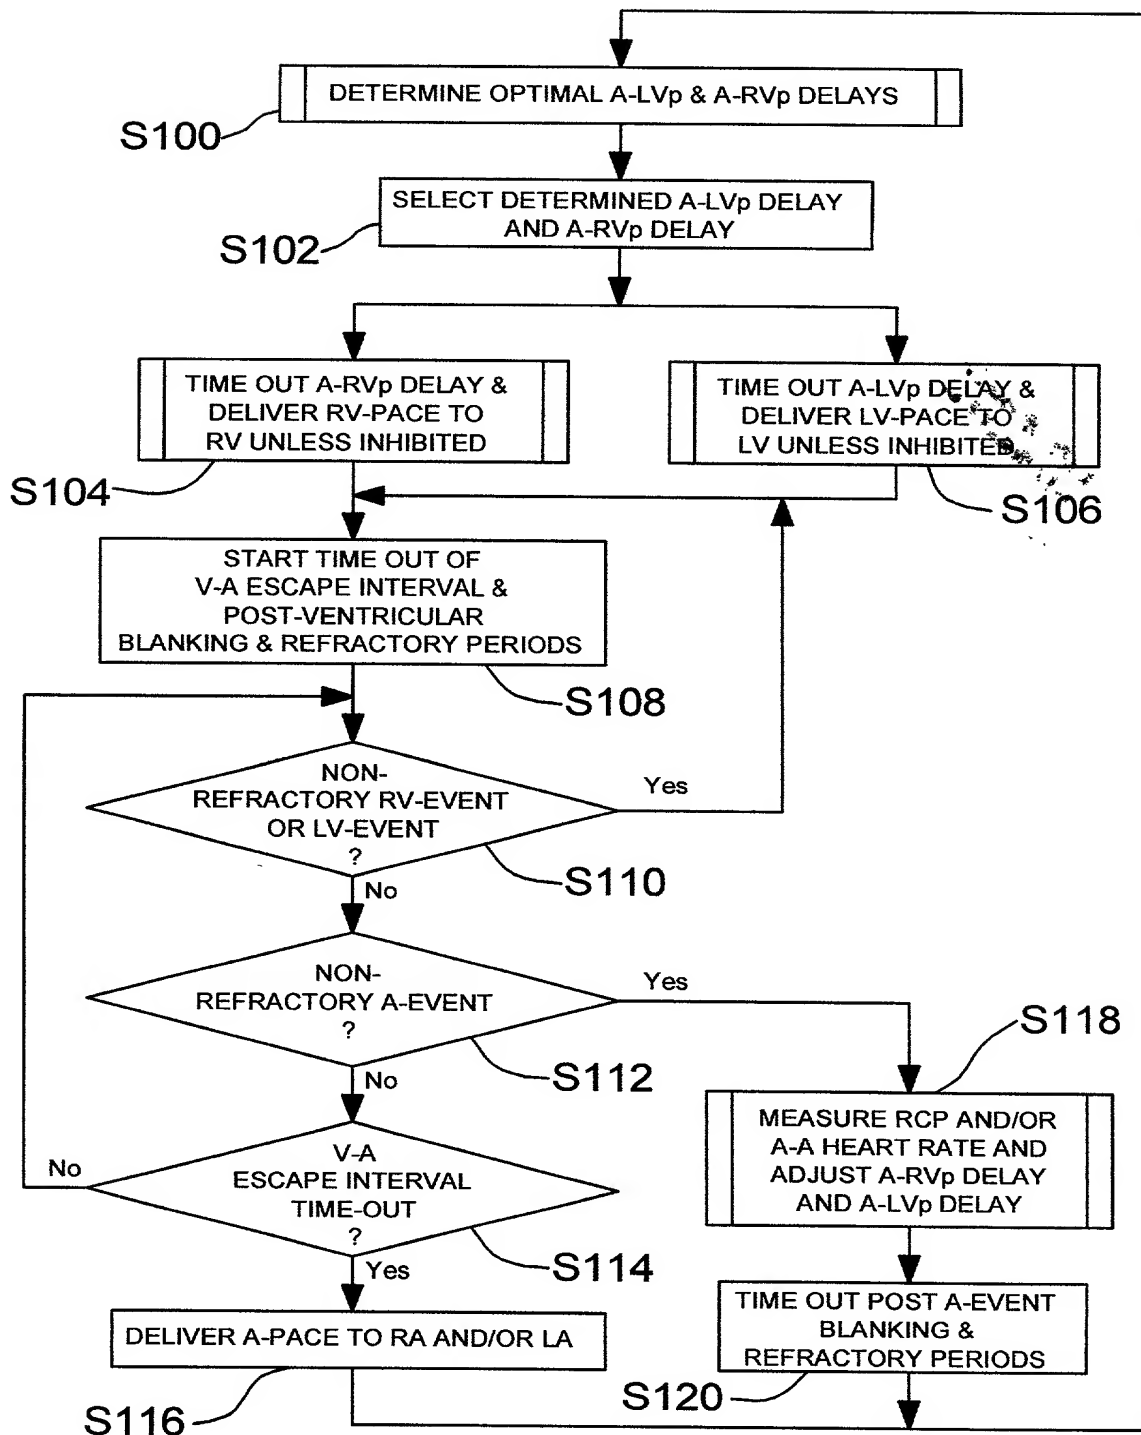 DETERMINE OPTIMAL A-LVp & A-RVp DELAYS
S100
SELECT DETERMINED A-LVp DELAY
AND A-RVp DELAY
S102
TIME OUT A-RVp DELAY &
DELIVER RV-PACE TO
RV UNLESS INHIBITED
S104
TIME OUT A-LVp DELAY &
DELIVER LV-PACE TO
LV UNLESS INHIBITED
S106
START TIME OUT OF
V-A ESCAPE INTERVAL &
POST-VENTRICULAR
BLANKING & REFRACTORY PERIODS
S108
NON-
REFRACTORY RV-EVENT
OR LV-EVENT
?
Yes
S110
No
NON-
REFRACTORY A-EVENT
?
Yes
S112
No
S118
MEASURE RCP AND/OR
A-A HEART RATE AND
ADJUST A-RVp DELAY
AND A-LVp DELAY
V-A
ESCAPE INTERVAL
TIME-OUT
?
No
S114
Yes
DELIVER A-PACE TO RA AND/OR LA
S116
TIME OUT POST A-EVENT
BLANKING &
REFRACTORY PERIODS
S120